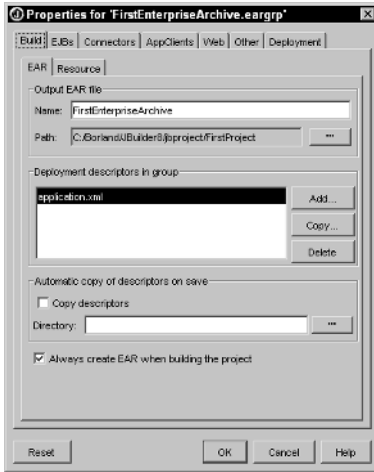 Properties for 'FirstEnterpriseArchive.eargrp'
Build EJBs Connectors AppClients Web Other Deployment
EAR Resource
Output EAR file
Name: FirstEnterpriseArchive
Path: C:/Borland/JBuilder8/jbproject/FirstProject ...
Deployment descriptors in group
application.xml
Add...
Copy...
Delete
Automatic copy of descriptors on save
Copy descriptors
Directory: ...
Always create EAR when building the project
Reset OK Cancel Help